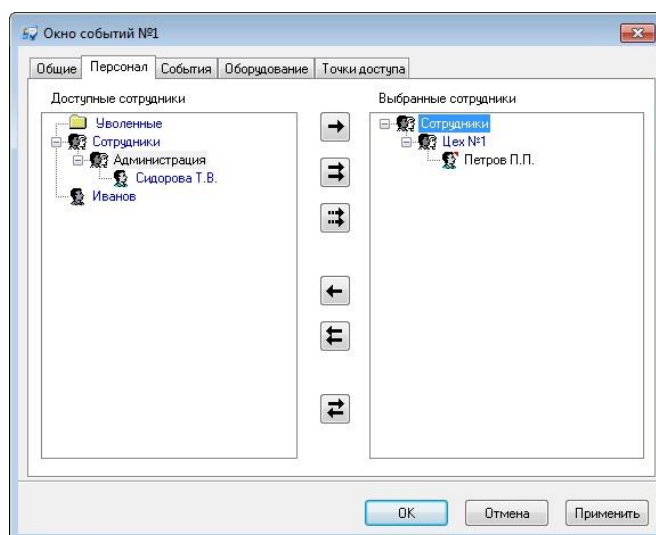 Окно событий №1
Общие Персонал События Оборудование Точки доступа
Доступные сотрудники
Уволенные
Сотрудники
Администрация
Сидорова Т.В.
Иванов
Выбранные сотрудники
Сотрудники
Цех №1
Петров П.П.
OK Отмена Применить